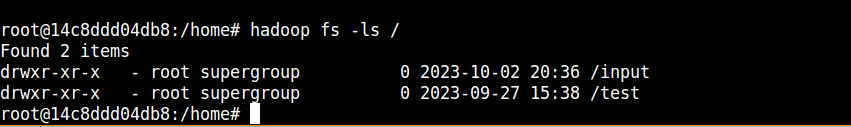 root@14c8ddd04db8:/home# hadoop fs -ls /
Found 2 items
drwxr-xr-x   - root supergroup          0 2023-10-02 20:36 /input
drwxr-xr-x   - root supergroup          0 2023-09-27 15:38 /test
root@14c8ddd04db8:/home#